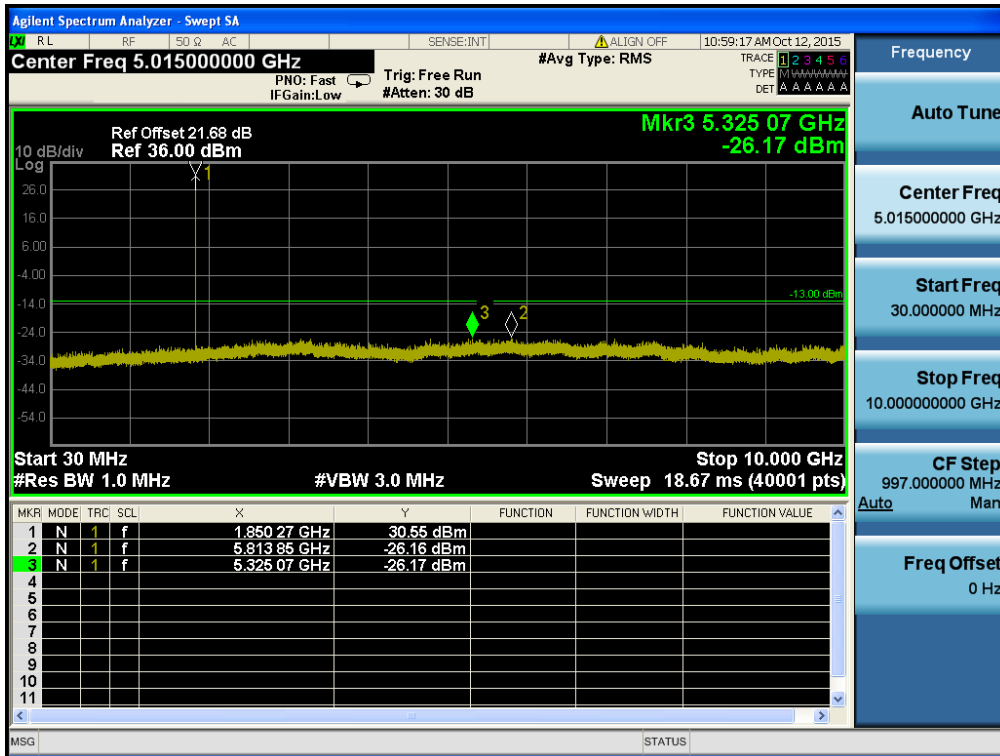 Agilent Spectrum Analyzer - Swept SA
LXI RL RF 50 Ω AC SENSE:INT ALIGN OFF 10:59:17 AM Oct 12, 2015
Center Freq 5.015000000 GHz
PNO: Fast
IFGain:Low
Trig: Free Run
#Atten: 30 dB
#Avg Type: RMS
TRACE 1 2 3 4 5 6
TYPE M
DET A A A A A A
Ref Offset 21.68 dB
Ref 36.00 dBm
10 dB/div
Log
Mkr3 5.325 07 GHz
-26.17 dBm
26.0
16.0
6.00
-4.00
-14.0
-24.0
-34.0
-44.0
-54.0
1
3
2
-13.00 dBm
Start 30 MHz
Stop 10.000 GHz
#Res BW 1.0 MHz
#VBW 3.0 MHz
Sweep 18.67 ms (40001 pts)
MKR MODE TRC SCL X Y FUNCTION FUNCTION WIDTH FUNCTION VALUE
1 N 1 f 1.850 27 GHz 30.55 dBm
2 N 1 f 5.813 85 GHz -26.16 dBm
3 N 1 f 5.325 07 GHz -26.17 dBm
4
5
6
7
8
9
10
11
MSG
STATUS
Frequency
Auto Tune
Center Freq
5.015000000 GHz
Start Freq
30.000000 MHz
Stop Freq
10.000000000 GHz
CF Step
997.000000 MHz
Auto Man
Freq Offset
0 Hz